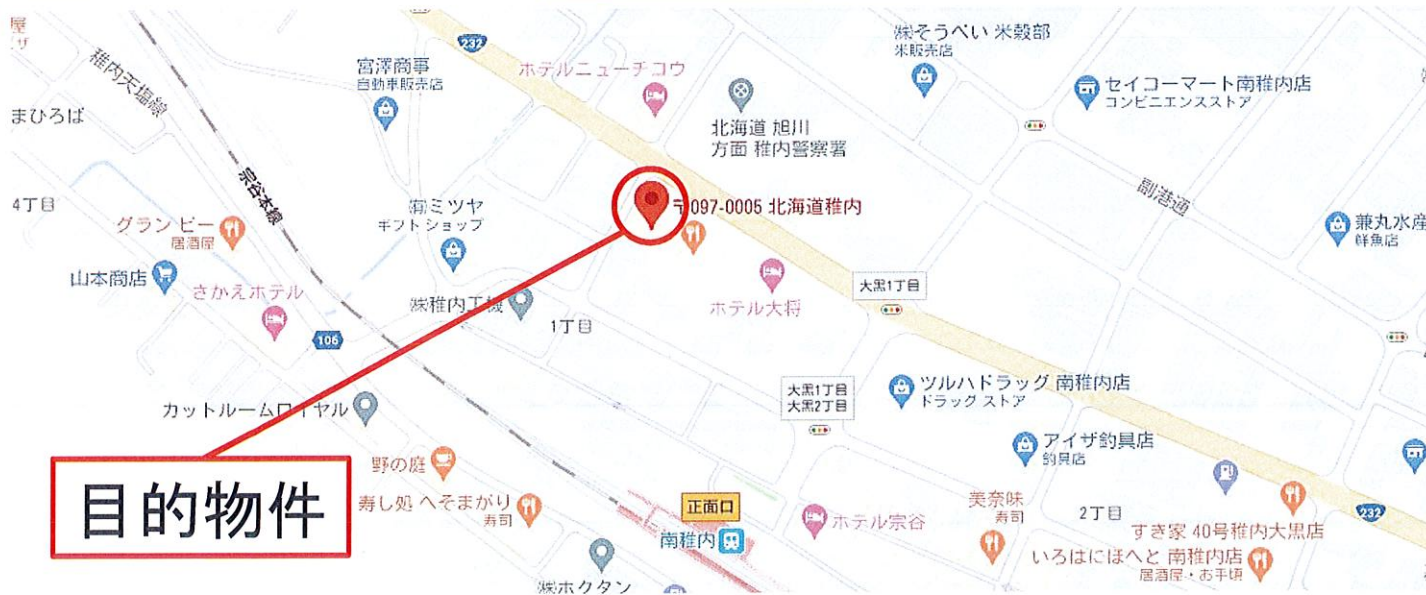 屋
ザ
232
㈱そうべい 米穀部
米販売店
稚内天塩線
宮澤商事
自動車販売店
ホテルニューチコウ
セイコーマート南稚内店
コンビニエンスストア
まひろば
北海道 旭川
方面 稚内警察署
宗谷本線
副港通
4丁目
㈲ミツヤ
ギフト ショップ
〒097-0005 北海道稚内
グラン ビー
居酒屋
兼丸水産
鮮魚店
山本商店
さかえホテル
ホテル大将
大黒1丁目
㈱稚内工機
1丁目
106
大黒1丁目
大黒2丁目
ツルハドラッグ 南稚内店
ドラッグ ストア
カットルームロイヤル
アイザ釣具店
釣具店
目的物件
野の庭
寿し処 へそまがり
寿司
正面口
南稚内
ホテル宗谷
美奈味
寿司
2丁目
232
すき家 40号稚内大黒店
いろはにほへと 南稚内店
居酒屋・お手頃
㈱ホクタン